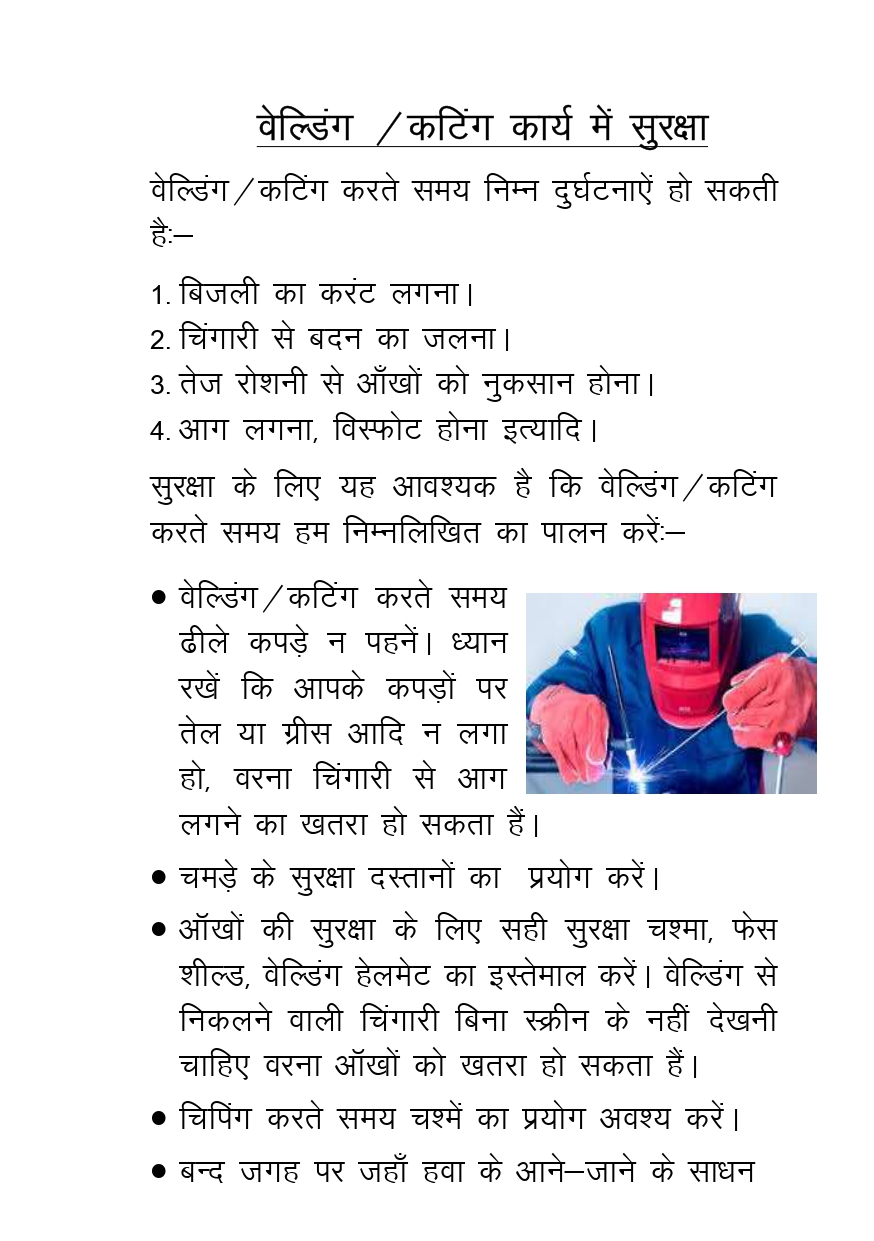 वेल्डिंग /कटिंग कार्य में सुरक्षा
वेल्डिंग/कटिंग करते समय निम्न दुर्घटनाऐं हो सकती
है:–
1. बिजली का करंट लगना।
2. चिंगारी से बदन का जलना।
3. तेज रोशनी से आँखों को नुकसान होना।
4. आग लगना, विस्फोट होना इत्यादि।
सुरक्षा के लिए यह आवश्यक है कि वेल्डिंग/कटिंग
करते समय हम निम्नलिखित का पालन करें:–
• वेल्डिंग/कटिंग करते समय
ढीले कपड़े न पहनें। ध्यान
रखें कि आपके कपड़ों पर
तेल या ग्रीस आदि न लगा
हो, वरना चिंगारी से आग
लगने का खतरा हो सकता हैं।
• चमड़े के सुरक्षा दस्तानों का प्रयोग करें।
• ऑखों की सुरक्षा के लिए सही सुरक्षा चश्मा, फेस
शील्ड, वेल्डिंग हेलमेट का इस्तेमाल करें। वेल्डिंग से
निकलने वाली चिंगारी बिना स्क्रीन के नहीं देखनी
चाहिए वरना ऑखों को खतरा हो सकता हैं।
• चिपिंग करते समय चश्में का प्रयोग अवश्य करें।
• बन्द जगह पर जहाँ हवा के आने–जाने के साधन